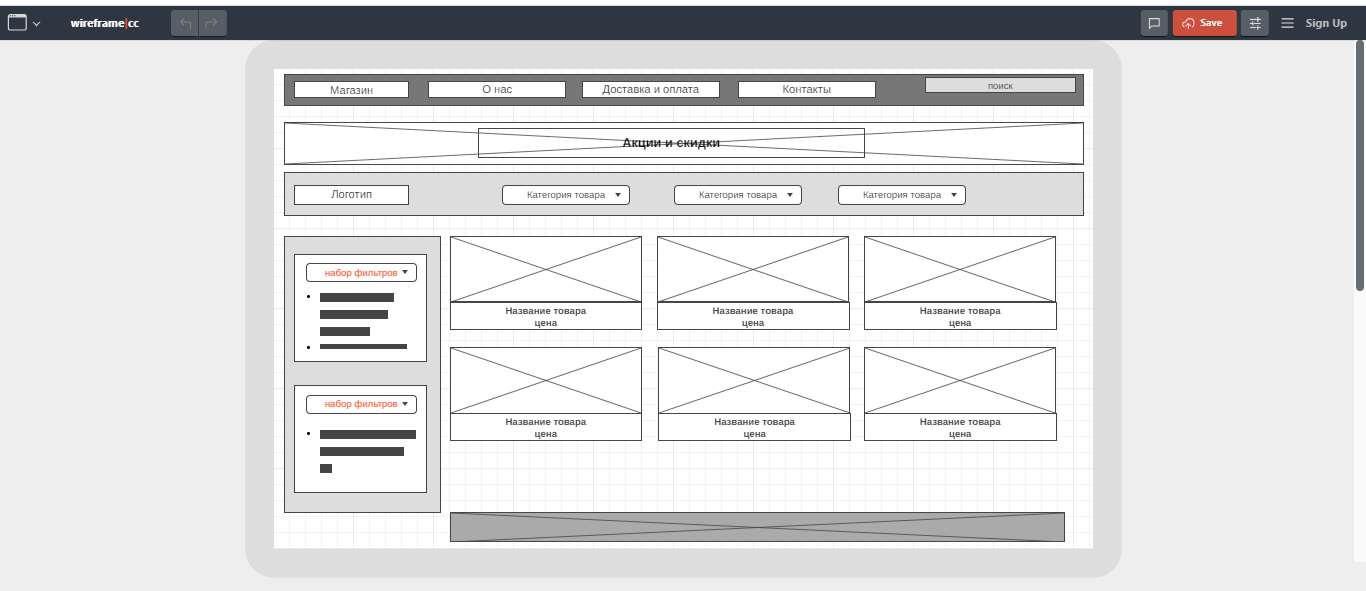 wireframe|cc
Save
Sign Up
Магазин
О нас
Доставка и оплата
Контакты
поиск
Акции и скидки
Логотип
Категория товара
Категория товара
Категория товара
набор фильтров
набор фильтров
Название товара
цена
Название товара
цена
Название товара
цена
Название товара
цена
Название товара
цена
Название товара
цена